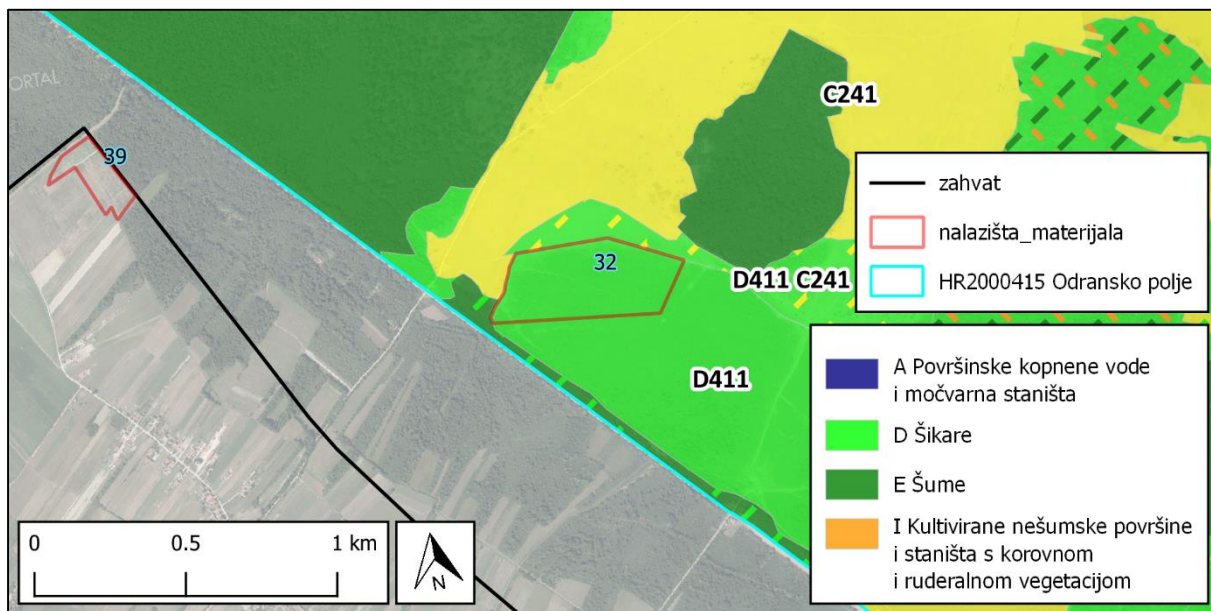 ORTAL
39
32
C241
D411 C241
D411
zahvat
nalazišta_materijala
HR2000415 Odransko polje
A Površinske kopnene vode
i močvarna staništa
D Šikare
E Šume
I Kultivirane nešumske površine
i staništa s korovnom
i ruderalnom vegetacijom
0 0.5 1 km
N